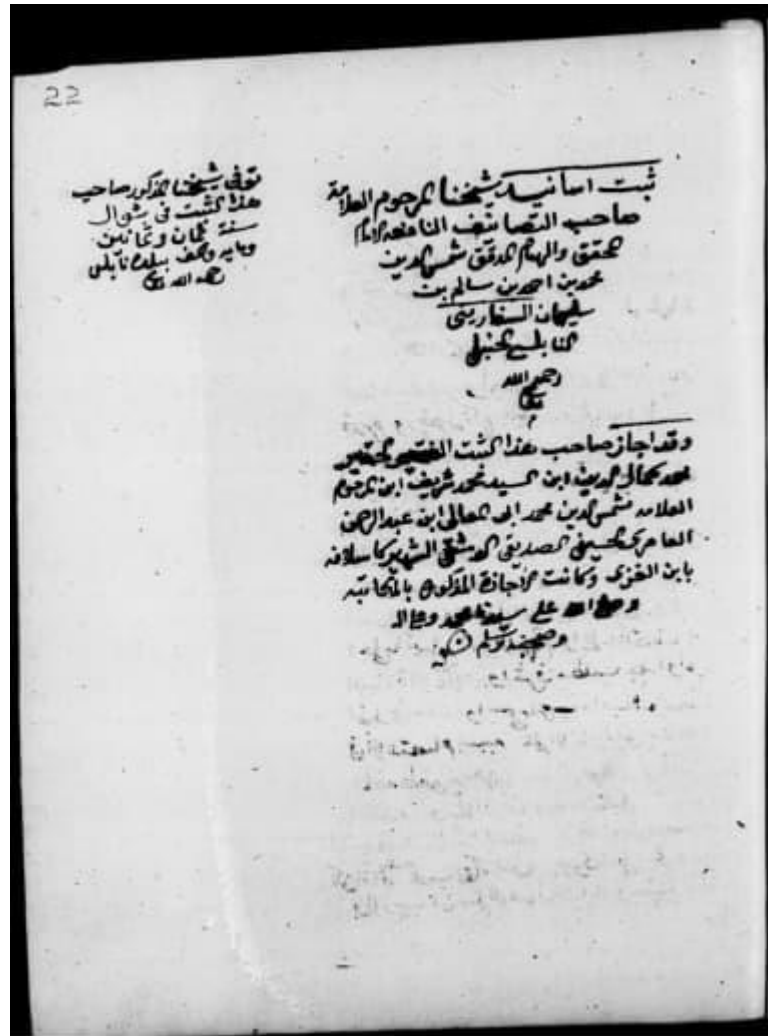 22
ثبت اسانيد شيخنا المرحوم العلامة
صاحب التصانيف النافعة الامام
المحقق والهمام المدقق شمس الدين
محمد بن احمد بن سالم بن
سليمان السفاريني
النابلسي الحنبلي
رحمه الله
تعالى
وقد اجاز صاحب هذا الثبت الحقير
محمد كمال الدين ابن السيد محمد شريف ابن المرحوم
العلامه شمس الدين محمد ابي المعالي ابن عبد الرحمن
العامري الحسيني الصديقي الدمشقي الشهير كاسلافه
بابن الغزي وكانت الاجازة المذكورة بالمكاتبه
وصلى الله على سيدنا محمد وعلى اله
وصحبه وسلم
توفي شيخنا المذكور صاحب
هذا الثبت في شوال
سنة ثمان وثمانين
ومايه والف ببلده نابلس
رحمه الله تعالى